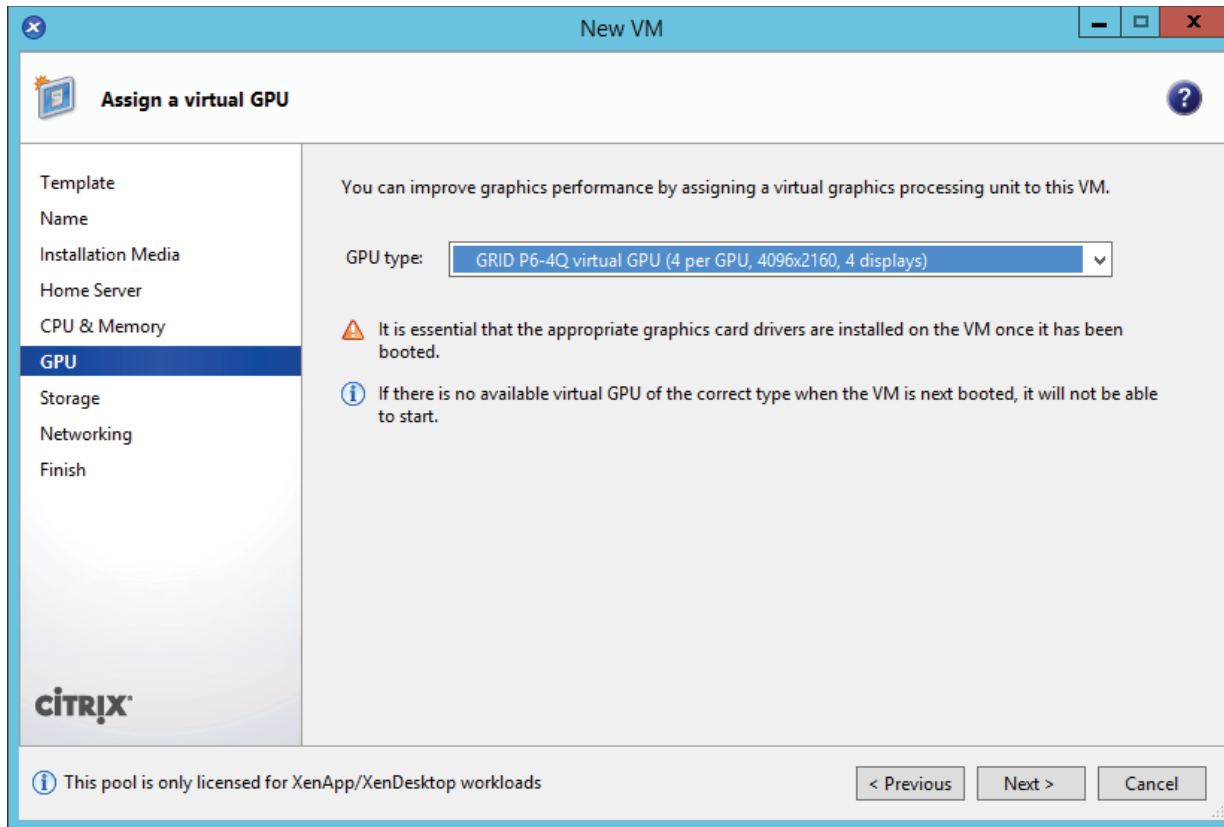 New VM
Assign a virtual GPU
?
Template
Name
Installation Media
Home Server
CPU & Memory
GPU
Storage
Networking
Finish
You can improve graphics performance by assigning a virtual graphics processing unit to this VM.
GPU type: GRID P6-4Q virtual GPU (4 per GPU, 4096x2160, 4 displays)
It is essential that the appropriate graphics card drivers are installed on the VM once it has been
booted.
If there is no available virtual GPU of the correct type when the VM is next booted, it will not be able
to start.
CİTRIX
This pool is only licensed for XenApp/XenDesktop workloads
< Previous Next > Cancel